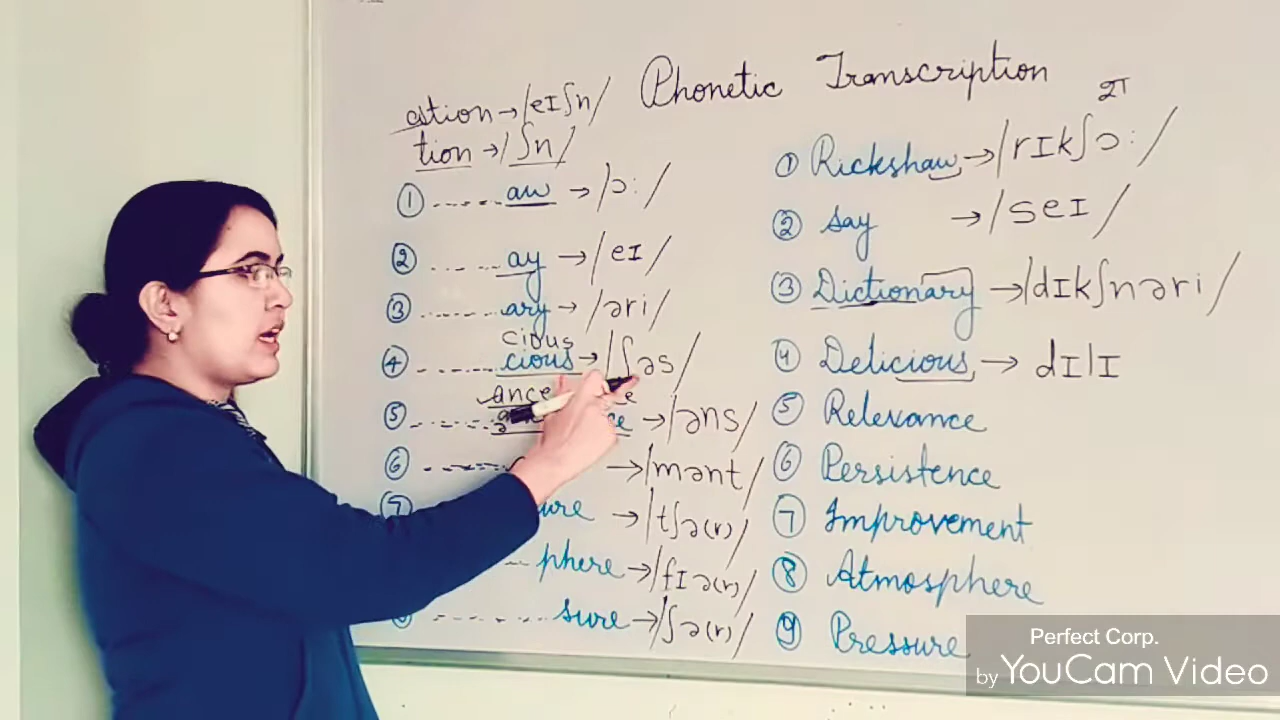 Phonetic Transcription
ation → /eɪʃn/
tion → /ʃn/
① ------ aw → /ɔː/
② ------ ay → /eɪ/
③ ------ ary → /əri/
cious
④ ------ cious → /ʃəs/
ance
⑤ ------ → /əns/
⑥ ------ → /mənt/
ure → /tʃə(r)/
phere → /fɪə(r)/
------ sure → /ʃə(r)/
① Rickshaw → /rɪkʃɔː/
② Say → /seɪ/
③ Dictionary → /dɪkʃnəri/
④ Delicious → dɪlɪ
⑤ Relevance
⑥ Persistence
⑦ Improvement
⑧ Atmosphere
⑨ Pressure
Perfect Corp.
by YouCam Video